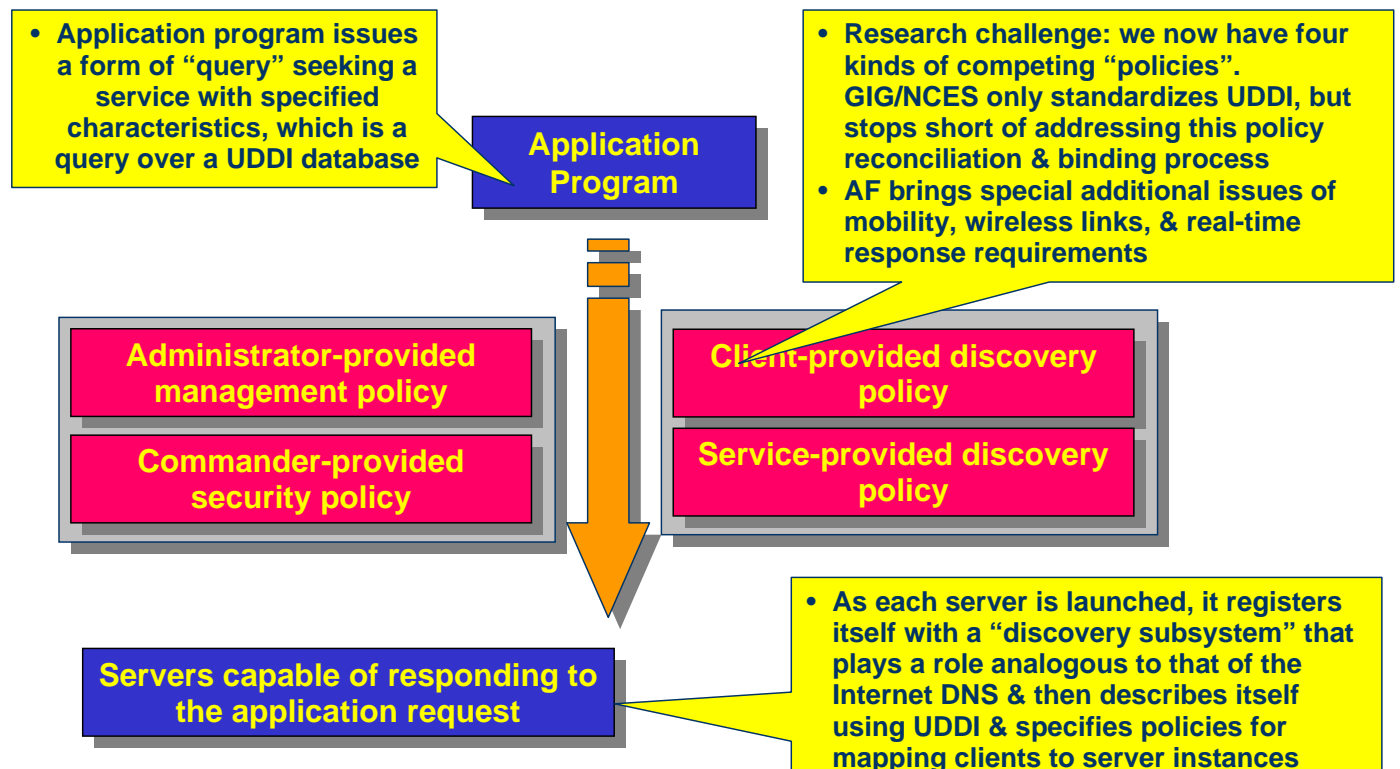 • Application program issues
a form of “query” seeking a
service with specified
characteristics, which is a
query over a UDDI database
Application
Program
• Research challenge: we now have four
kinds of competing “policies”.
GIG/NCES only standardizes UDDI, but
stops short of addressing this policy
reconciliation & binding process
• AF brings special additional issues of
mobility, wireless links, & real-time
response requirements
Administrator-provided
management policy
Commander-provided
security policy
Client-provided discovery
policy
Service-provided discovery
policy
Servers capable of responding to
the application request
• As each server is launched, it registers
itself with a “discovery subsystem” that
plays a role analogous to that of the
Internet DNS & then describes itself
using UDDI & specifies policies for
mapping clients to server instances